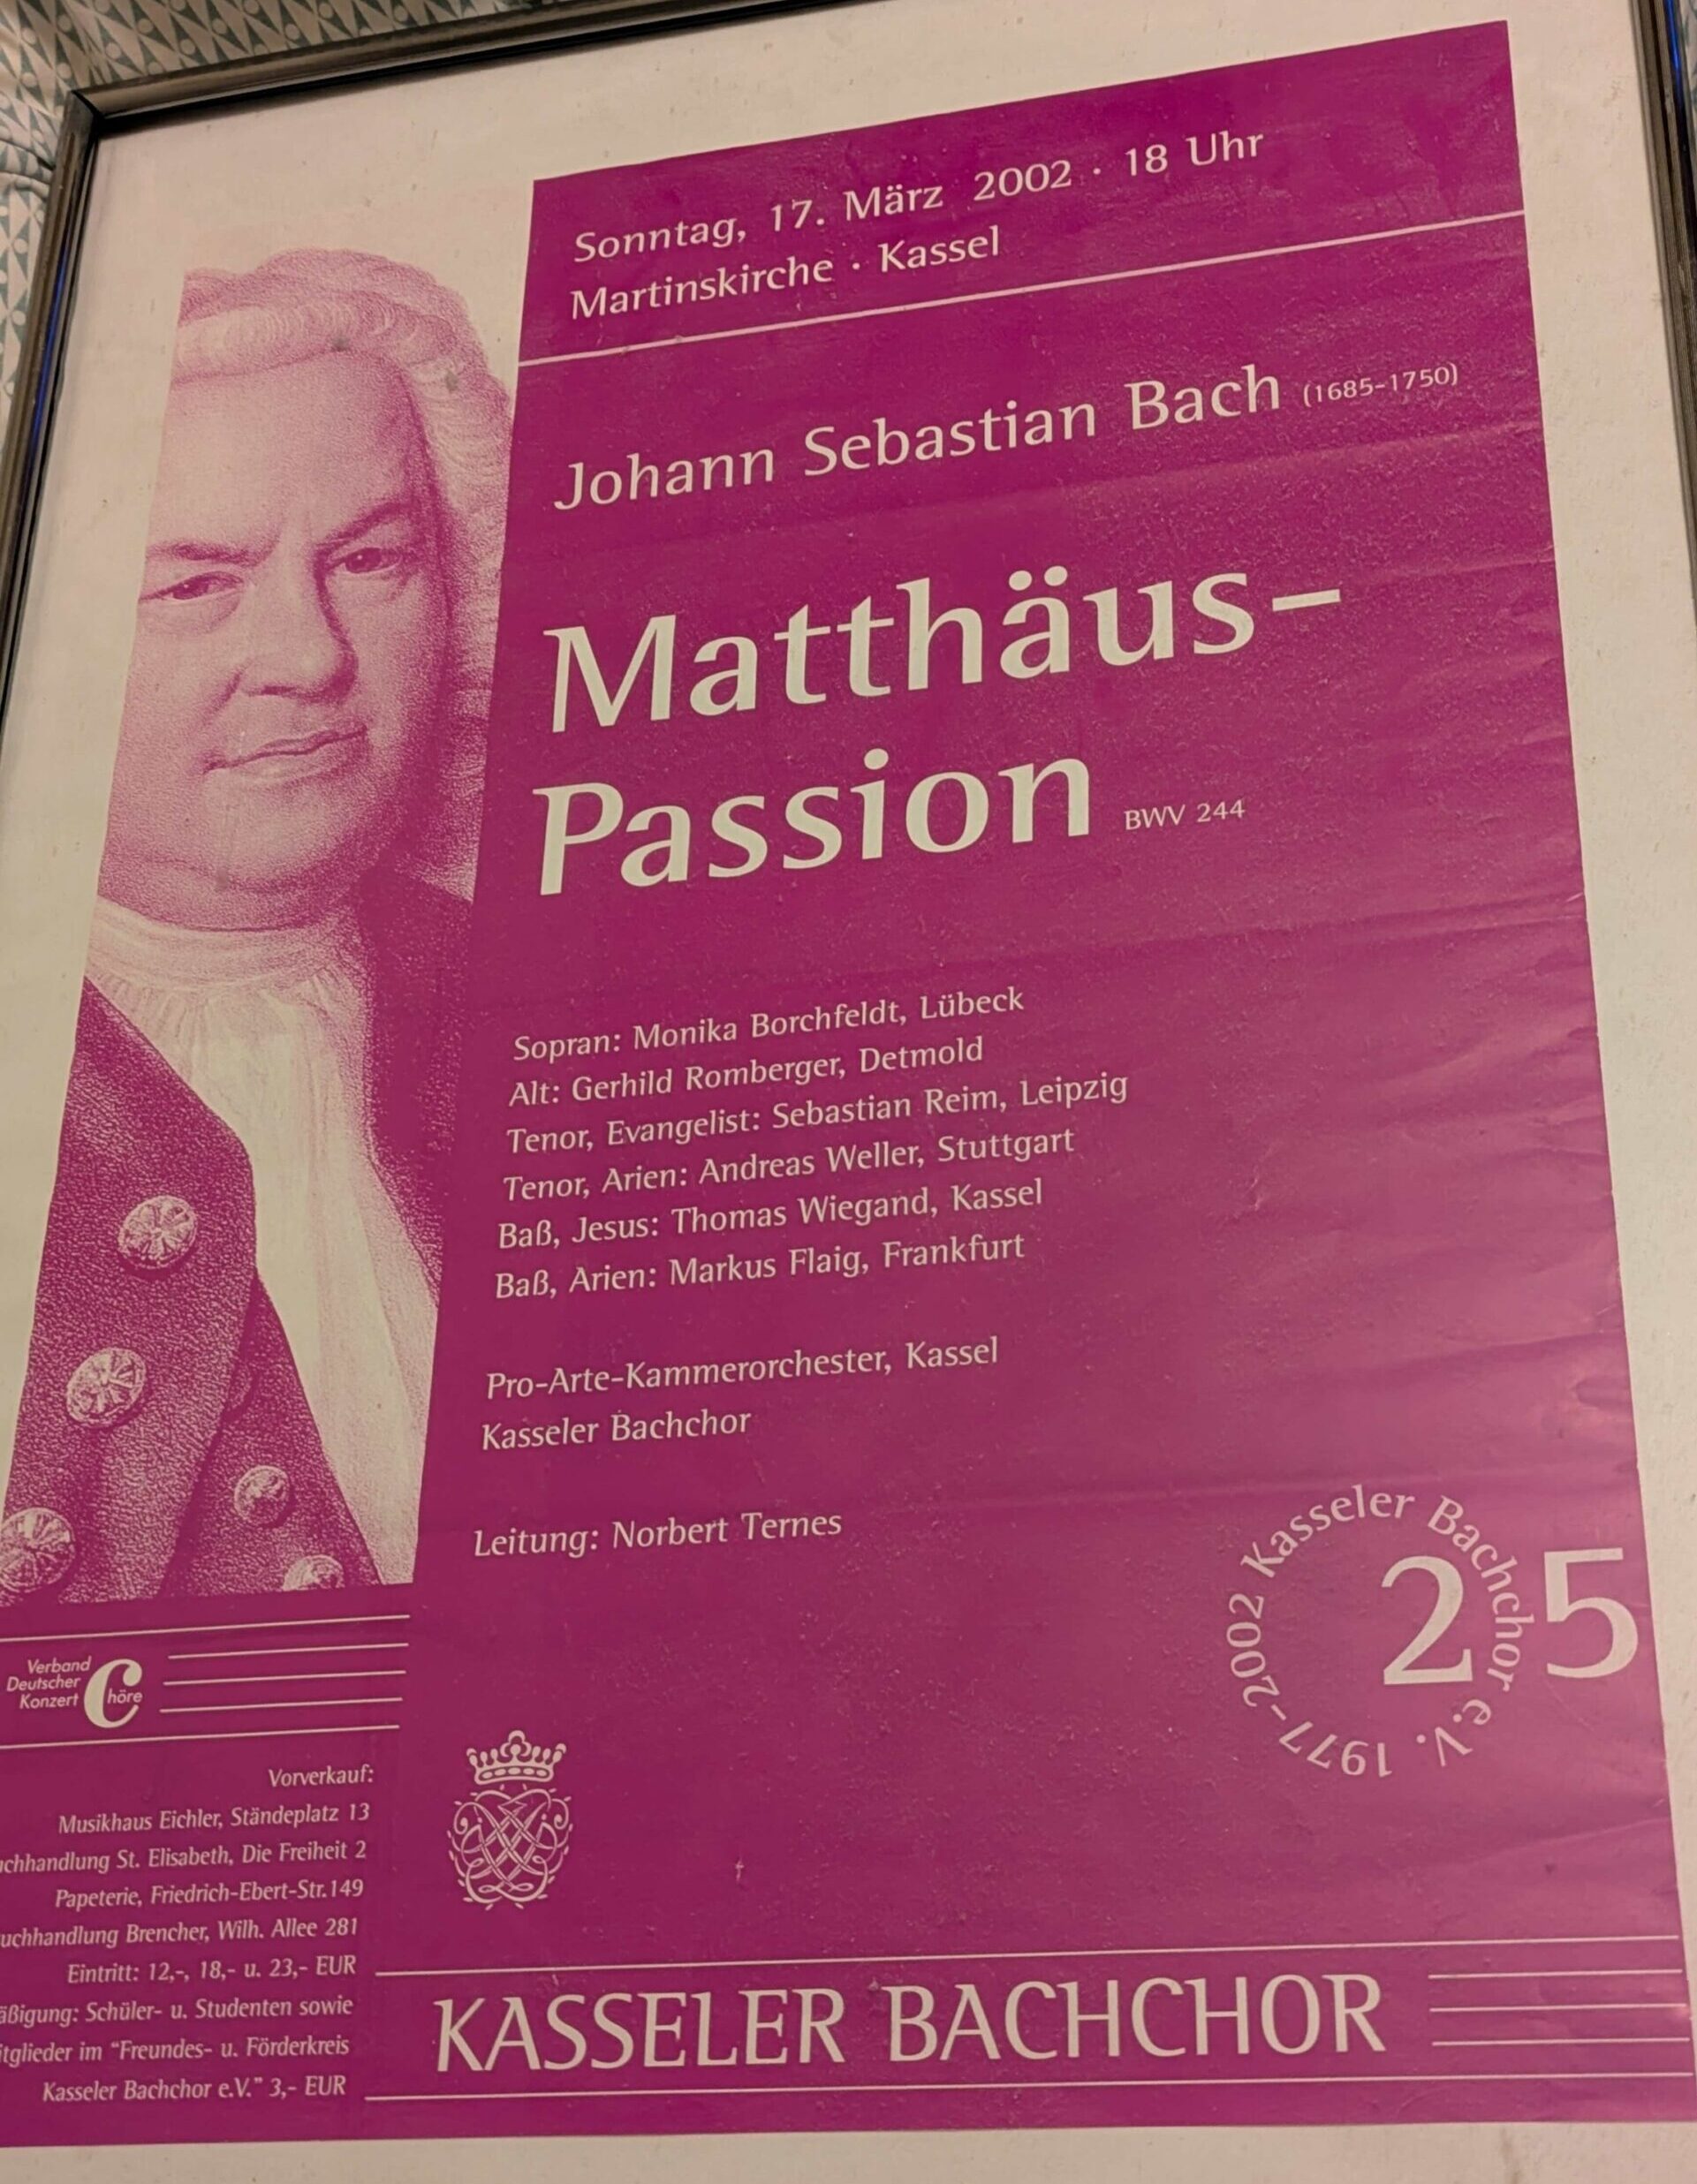 Sonntag, 17. März 2002 · 18 Uhr
Martinskirche · Kassel
Johann Sebastian Bach (1685-1750)
Matthäus-
Passion BWV 244
Sopran: Monika Borchfeldt, Lübeck
Alt: Gerhild Romberger, Detmold
Tenor, Evangelist: Sebastian Reim, Leipzig
Tenor, Arien: Andreas Weller, Stuttgart
Baß, Jesus: Thomas Wiegand, Kassel
Baß, Arien: Markus Flaig, Frankfurt
Pro-Arte-Kammerorchester, Kassel
Kasseler Bachchor
Leitung: Norbert Ternes
Kasseler Bachchor e.V. · 1977-2002
25
Verband
Deutscher
Konzert Chöre
Vorverkauf:
Musikhaus Eichler, Ständeplatz 13
chhandlung St. Elisabeth, Die Freiheit 2
Papeterie, Friedrich-Ebert-Str.149
uchhandlung Brencher, Wilh. Allee 281
Eintritt: 12,-, 18,- u. 23,- EUR
äßigung: Schüler- u. Studenten sowie
itglieder im "Freundes- u. Förderkreis
Kasseler Bachchor e.V." 3,- EUR
KASSELER BACHCHOR